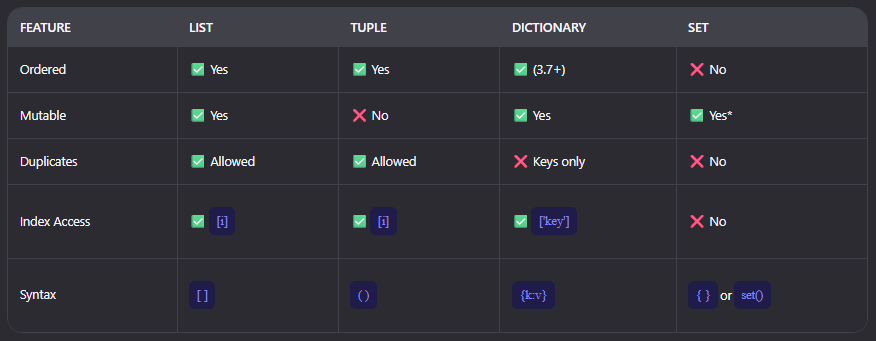 FEATURE LIST TUPLE DICTIONARY SET
Ordered ✅ Yes ✅ Yes ✅ (3.7+) ❌ No
Mutable ✅ Yes ❌ No ✅ Yes ✅ Yes*
Duplicates ✅ Allowed ✅ Allowed ❌ Keys only ❌ No
Index Access ✅ [i] ✅ [i] ✅ ['key'] ❌ No
Syntax [ ] ( ) {k:v} { } or set()